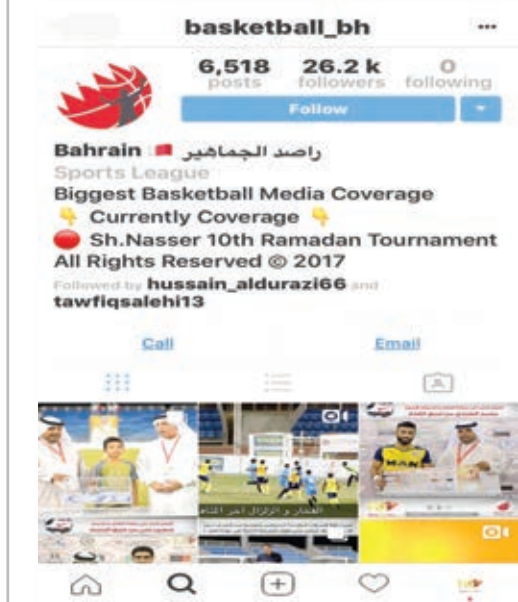 basketball_bh
6,518 26.2 k 0
posts followers following
Follow
Bahrain 🇧🇭 راصد الجماهير
Sports League
Biggest Basketball Media Coverage
👇 Currently Coverage 👇
🔴 Sh.Nasser 10th Ramadan Tournament
All Rights Reserved © 2017
Followed by hussain_aldurazi66 and
tawfiqsalehi13
Call Email